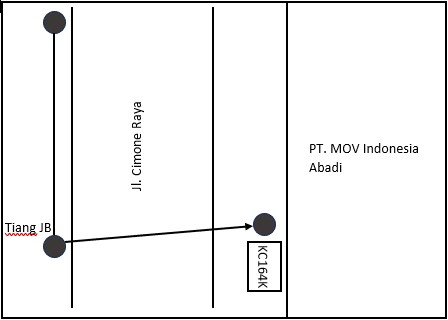 Jl. Cimone Raya
PT. MOV Indonesia
Abadi
Tiang JB
KC164K